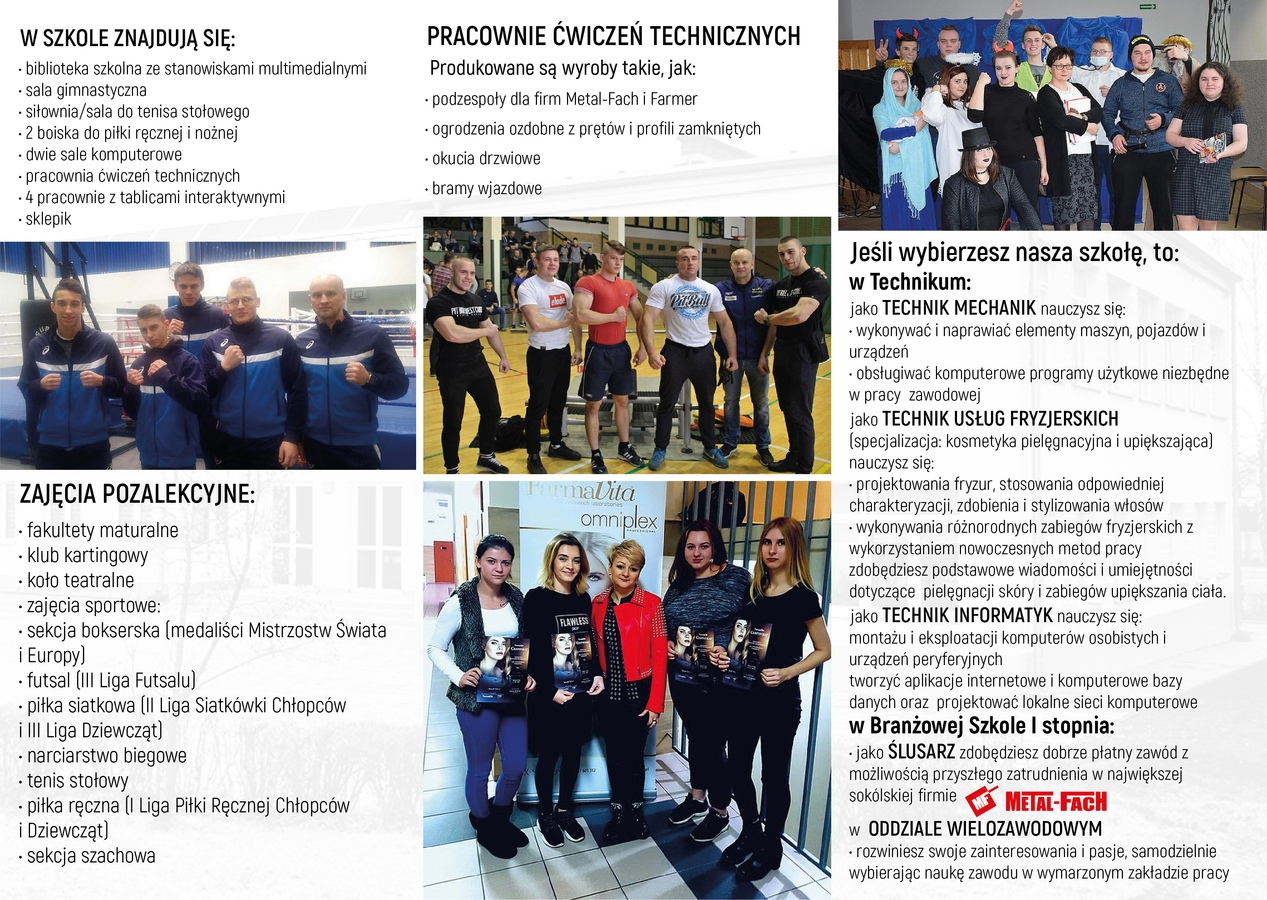 W SZKOLE ZNAJDUJĄ SIĘ:
· biblioteka szkolna ze stanowiskami multimedialnymi
· sala gimnastyczna
· siłownia/sala do tenisa stołowego
· 2 boiska do piłki ręcznej i nożnej
· dwie sale komputerowe
· pracownia ćwiczeń technicznych
· 4 pracownie z tablicami interaktywnymi
· sklepik
ZAJĘCIA POZALEKCYJNE:
· fakultety maturalne
· klub kartingowy
· koło teatralne
· zajęcia sportowe:
· sekcja bokserska (medaliści Mistrzostw Świata
i Europy)
· futsal (III Liga Futsalu)
· piłka siatkowa (II Liga Siatkówki Chłopców
i III Liga Dziewcząt)
· narciarstwo biegowe
· tenis stołowy
· piłka ręczna (I Liga Piłki Ręcznej Chłopców
i Dziewcząt)
· sekcja szachowa
PRACOWNIE ĆWICZEŃ TECHNICZNYCH
Produkowane są wyroby takie, jak:
· podzespoły dla firm Metal-Fach i Farmer
· ogrodzenia ozdobne z prętów i profili zamkniętych
· okucia drzwiowe
· bramy wjazdowe
PitBull
FarmaVita
omniplex
FLAWLESS
Jeśli wybierzesz nasza szkołę, to:
w Technikum:
jako TECHNIK MECHANIK nauczysz się:
· wykonywać i naprawiać elementy maszyn, pojazdów i
urządzeń
· obsługiwać komputerowe programy użytkowe niezbędne
w pracy zawodowej
jako TECHNIK USŁUG FRYZJERSKICH
(specjalizacja: kosmetyka pielęgnacyjna i upiększająca)
nauczysz się:
· projektowania fryzur, stosowania odpowiedniej
charakteryzacji, zdobienia i stylizowania włosów
· wykonywania różnorodnych zabiegów fryzjerskich z
wykorzystaniem nowoczesnych metod pracy
zdobędziesz podstawowe wiadomości i umiejętności
dotyczące pielęgnacji skóry i zabiegów upiększania ciała.
jako TECHNIK INFORMATYK nauczysz się:
montażu i eksploatacji komputerów osobistych i
urządzeń peryferyjnych
tworzyć aplikacje internetowe i komputerowe bazy
danych oraz projektować lokalne sieci komputerowe
w Branżowej Szkole I stopnia:
· jako ŚLUSARZ zdobędziesz dobrze płatny zawód z
możliwością przyszłego zatrudnienia w największej
sokólskiej firmie MF METAL-FACH
w ODDZIALE WIELOZAWODOWYM
· rozwiniesz swoje zainteresowania i pasje, samodzielnie
wybierając naukę zawodu w wymarzonym zakładzie pracy